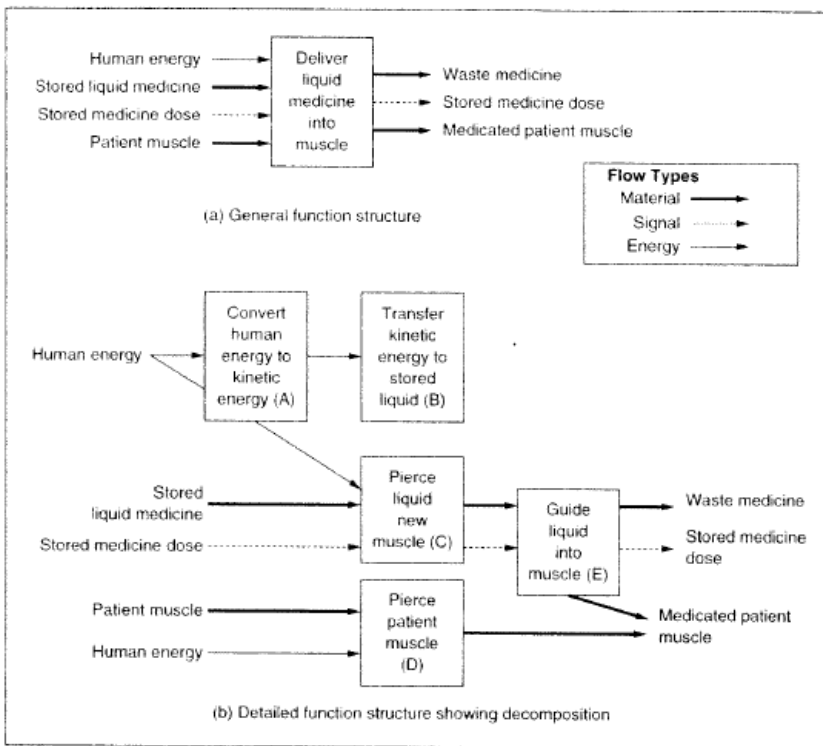 Human energy
Stored liquid medicine
Stored medicine dose
Patient muscle
Deliver
liquid
medicine
into
muscle
Waste medicine
Stored medicine dose
Medicated patient muscle
(a) General function structure
Flow Types
Material
Signal
Energy
Human energy
Convert
human
energy to
kinetic
energy (A)
Transfer
kinetic
energy to
stored
liquid (B)
Stored
liquid medicine
Stored medicine dose
Pierce
liquid
new
muscle (C)
Guide
liquid
into
muscle (E)
Waste medicine
Stored medicine
dose
Patient muscle
Human energy
Pierce
patient
muscle
(D)
Medicated patient
muscle
(b) Detailed function structure showing decomposition